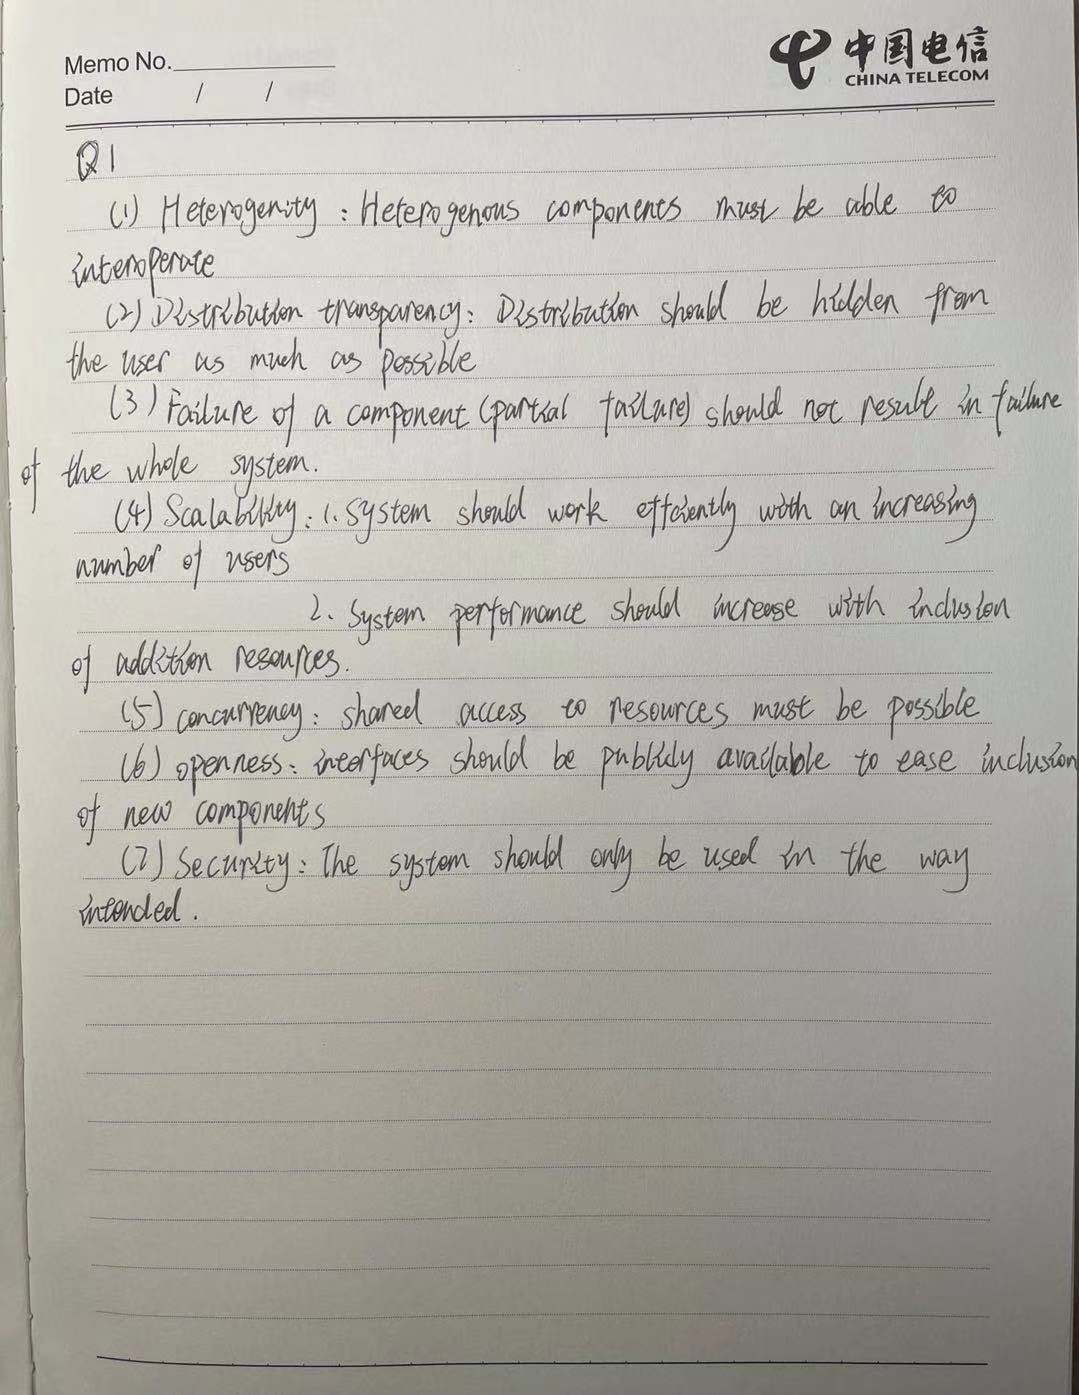 Memo No.
中国电信
CHINA TELECOM
Date / /
Q1
(1) Heterogenity : Heterogenous components must be able to
interoperate
(2) Distribution transparency: Distribution should be hidden from
the user as much as possible
(3) Failure of a component (partial failure) should not result in failure
of the whole system.
(4) Scalability: 1. System should work efficiently with an increasing
number of users
2. System performance should increase with inclusion
of addition resources.
(5) concurrency: shared access to resources must be possible
(6) openness: interfaces should be publicly available to ease inclusion
of new components
(7) Security: The system should only be used in the way
intended.